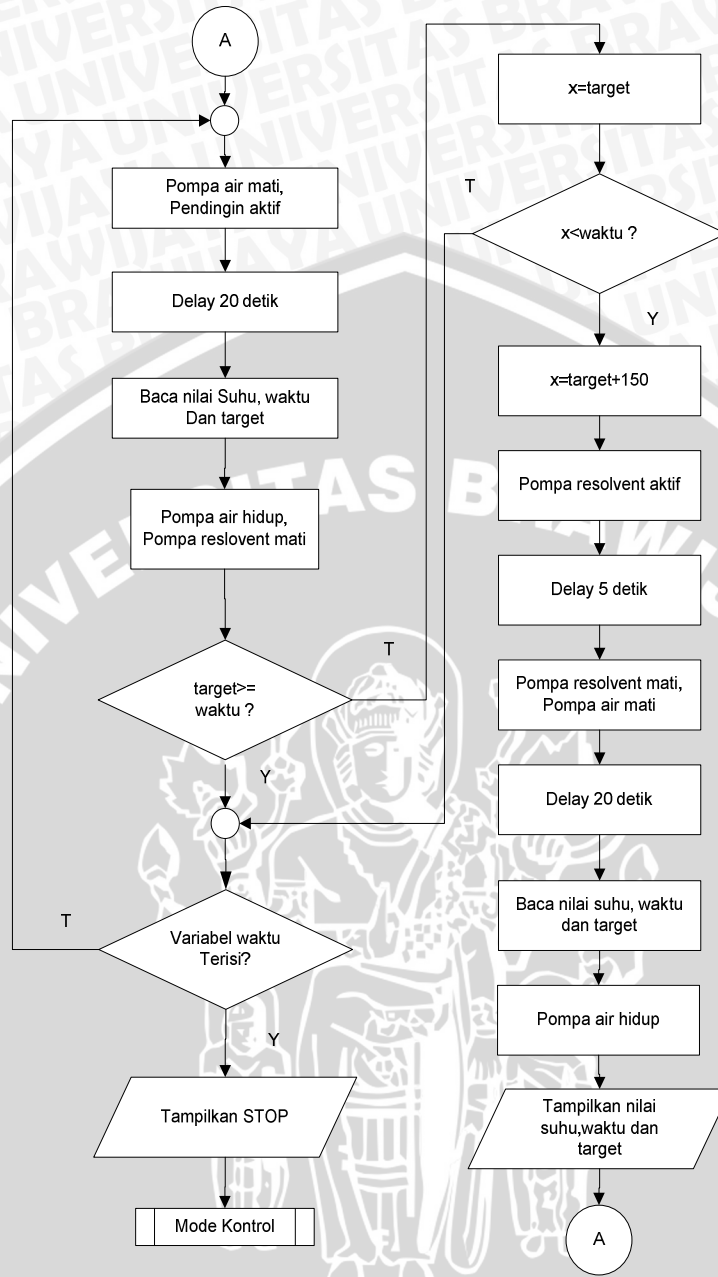 A
Pompa air mati,
Pendingin aktif
Delay 20 detik
Baca nilai Suhu, waktu
Dan target
Pompa air hidup,
Pompa reslovent mati
target>=
waktu ?
T
Y
Variabel waktu
Terisi?
T
Y
Tampilkan STOP
Mode Kontrol
x=target
T
x<waktu ?
Y
x=target+150
Pompa resolvent aktif
Delay 5 detik
Pompa resolvent mati,
Pompa air mati
Delay 20 detik
Baca nilai suhu, waktu
dan target
Pompa air hidup
Tampilkan nilai
suhu,waktu dan
target
A
UNIVERSITAS BRAWIJAYA